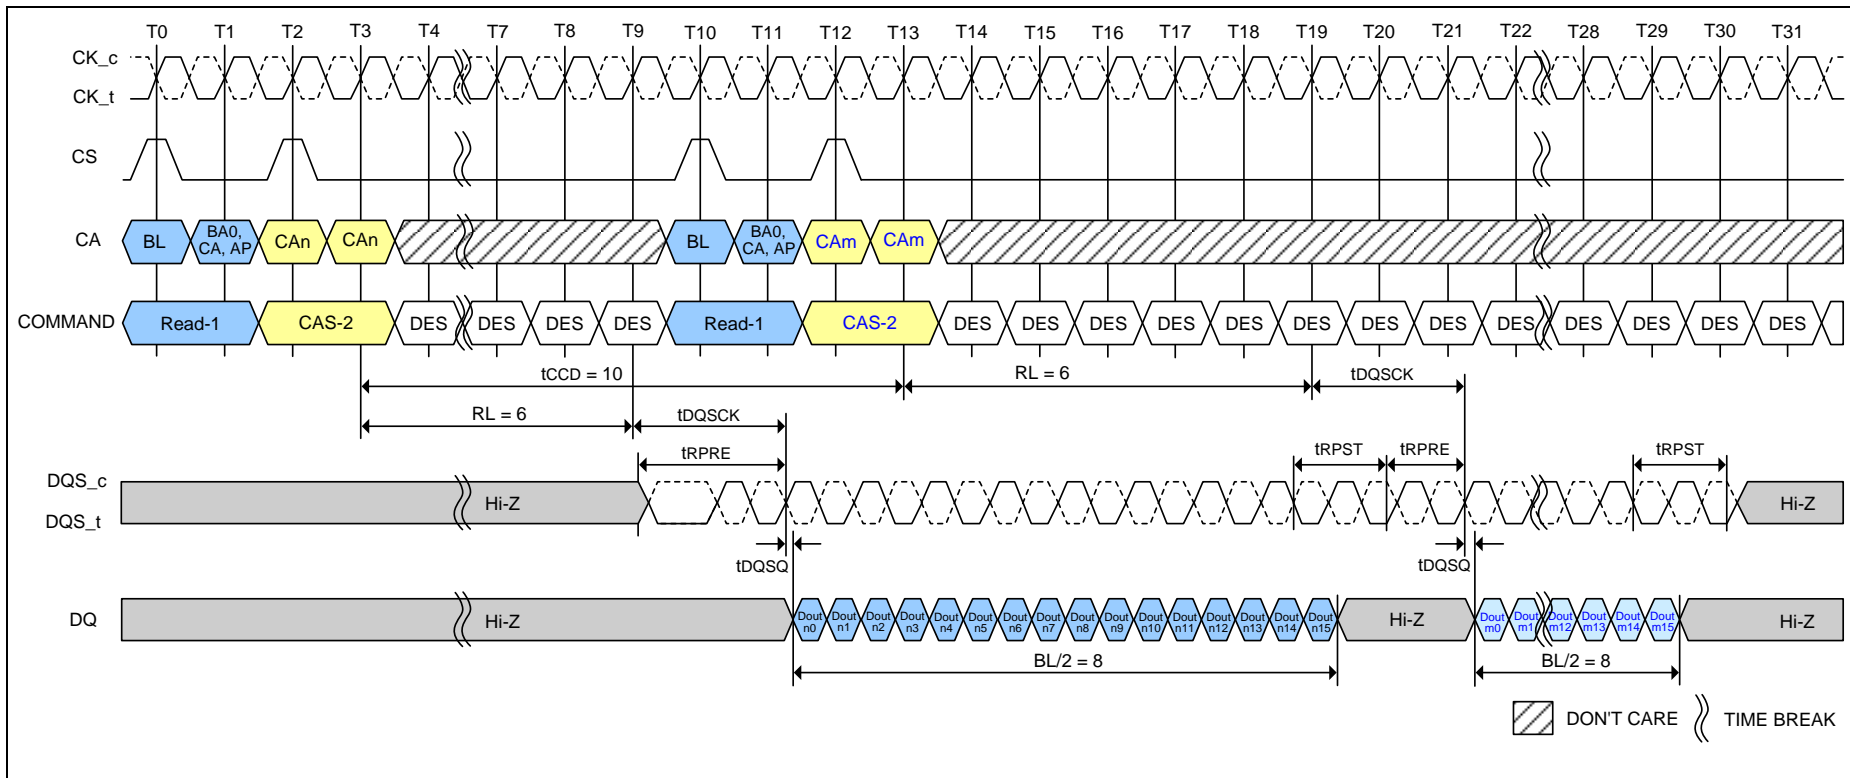 T0 T1 T2 T3 T4 T7 T8 T9 T10 T11 T12 T13 T14 T15 T16 T17 T18 T19 T20 T21 T22 T28 T29 T30 T31
CK_c
CK_t
CS
CA BL BA0, CA, AP CAn CAn BL BA0, CA, AP CAm CAm
COMMAND Read-1 CAS-2 DES DES DES DES Read-1 CAS-2 DES DES DES DES DES DES DES DES DES DES DES DES DES
tCCD = 10 RL = 6 tDQSCK
RL = 6 tDQSCK
tRPRE tRPST tRPRE tRPST
DQS_c
Hi-Z Hi-Z
DQS_t
tDQSQ tDQSQ
DQ Hi-Z Dout n0 Dout n1 Dout n2 Dout n3 Dout n4 Dout n5 Dout n6 Dout n7 Dout n8 Dout n9 Dout n10 Dout n11 Dout n12 Dout n13 Dout n14 Dout n15 Hi-Z Dout m0 Dout m1 Dout m12 Dout m13 Dout m14 Dout m15 Hi-Z
BL/2 = 8 BL/2 = 8
DON'T CARE TIME BREAK